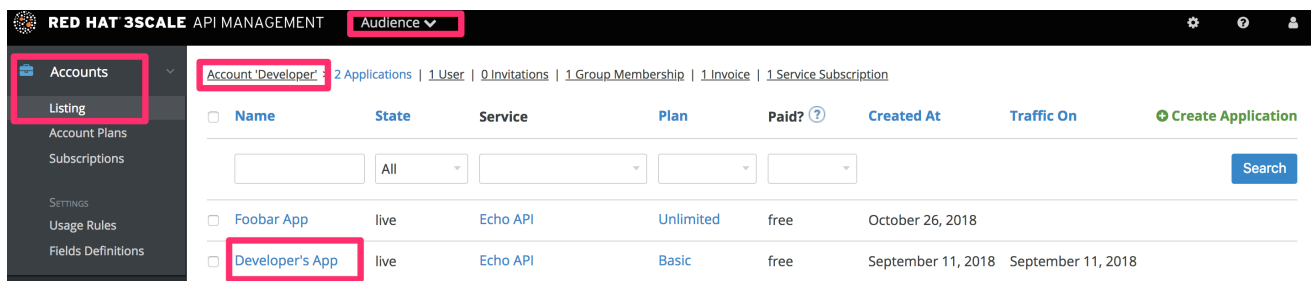 RED HAT 3SCALE API MANAGEMENT Audience
Accounts
Account 'Developer' > 2 Applications | 1 User | 0 Invitations | 1 Group Membership | 1 Invoice | 1 Service Subscription
Listing
Name State Service Plan Paid? ? Created At Traffic On Create Application
Account Plans
Subscriptions
All Search
Settings
Usage Rules
Foobar App live Echo API Unlimited free October 26, 2018
Fields Definitions
Developer's App live Echo API Basic free September 11, 2018 September 11, 2018